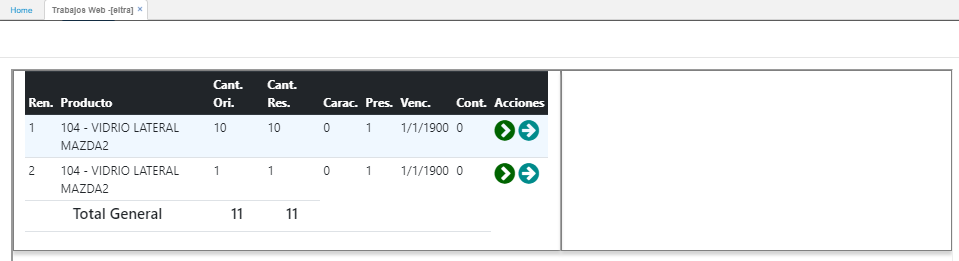 Home Trabajos Web -[eitra] ×
Cant. Cant.
Ren. Producto Ori. Res. Carac. Pres. Venc. Cont. Acciones
1 104 - VIDRIO LATERAL 10 10 0 1 1/1/1900 0
MAZDA2
2 104 - VIDRIO LATERAL 1 1 0 1 1/1/1900 0
MAZDA2
Total General 11 11